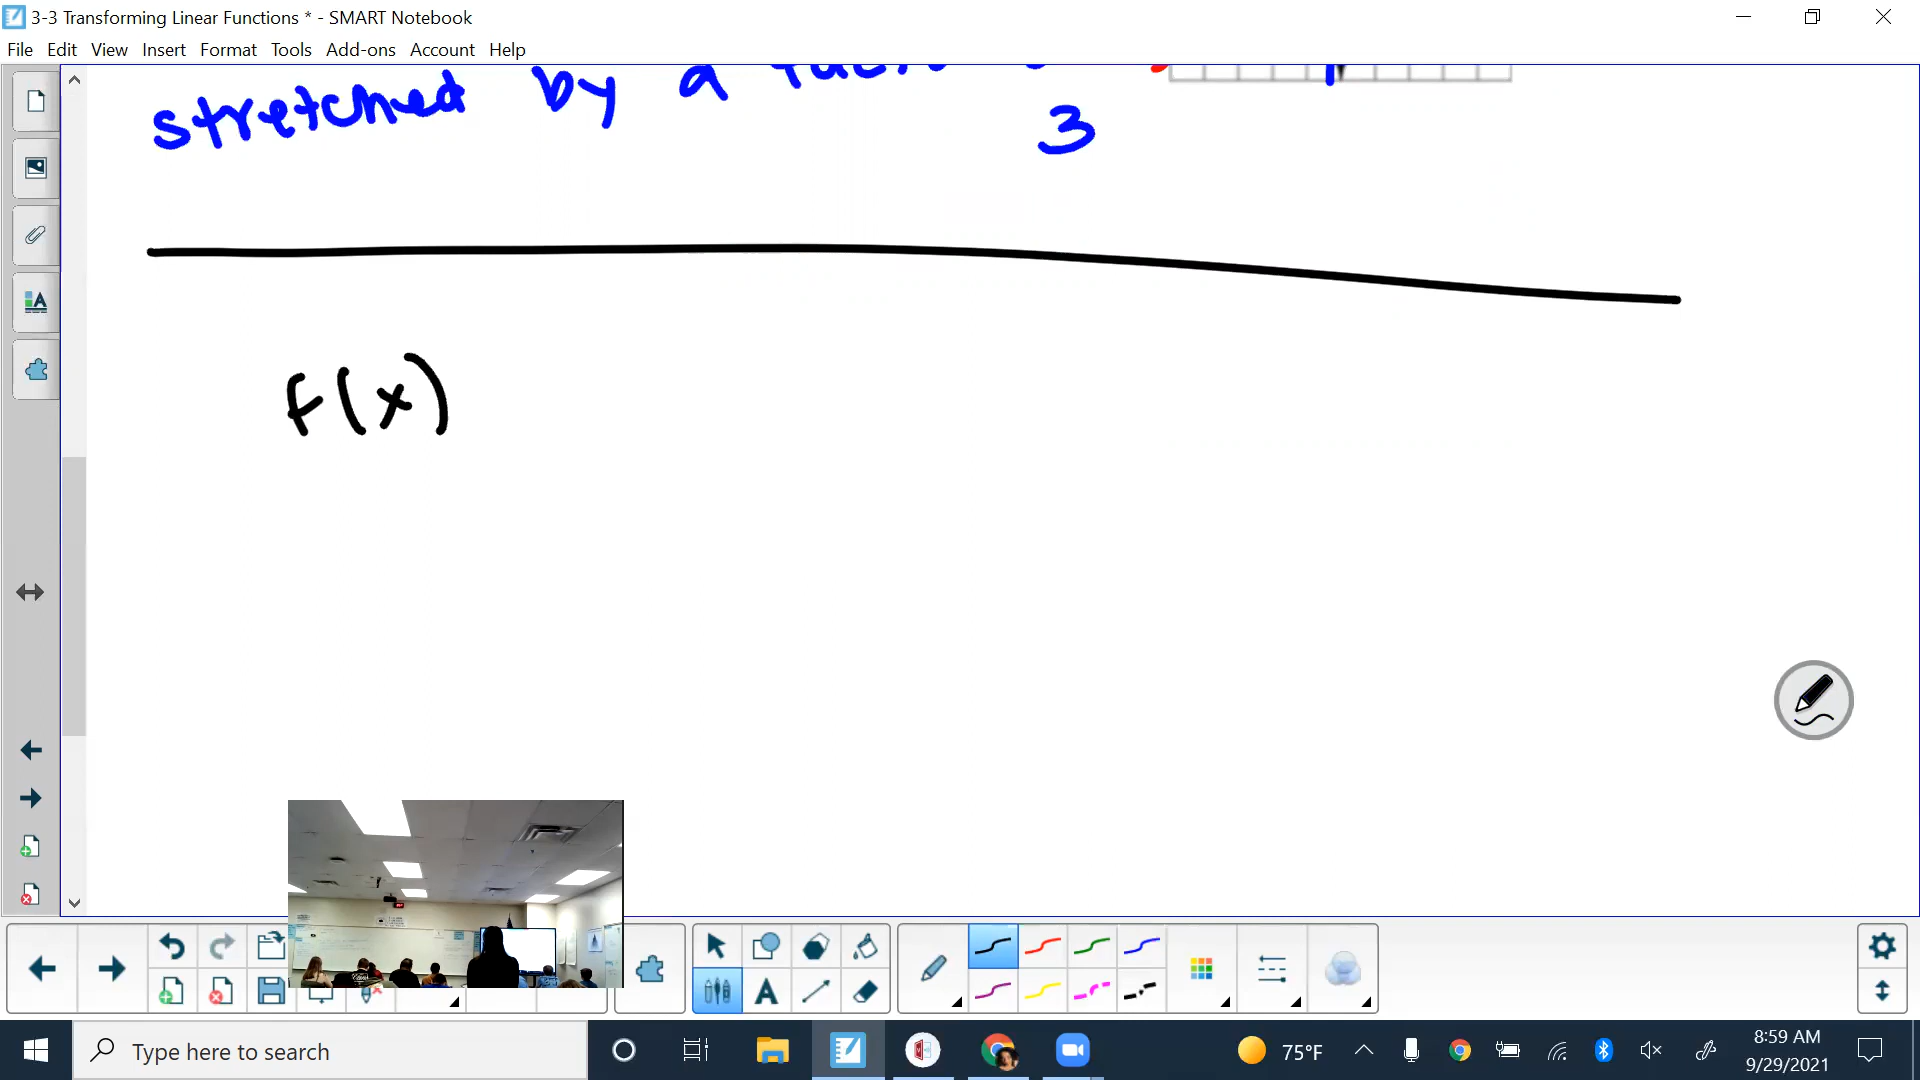 3-3 Transforming Linear Functions * - SMART Notebook
File Edit View Insert Format Tools Add-ons Account Help
stretched by a
3
f(x)
Type here to search
75°F
8:59 AM
9/29/2021